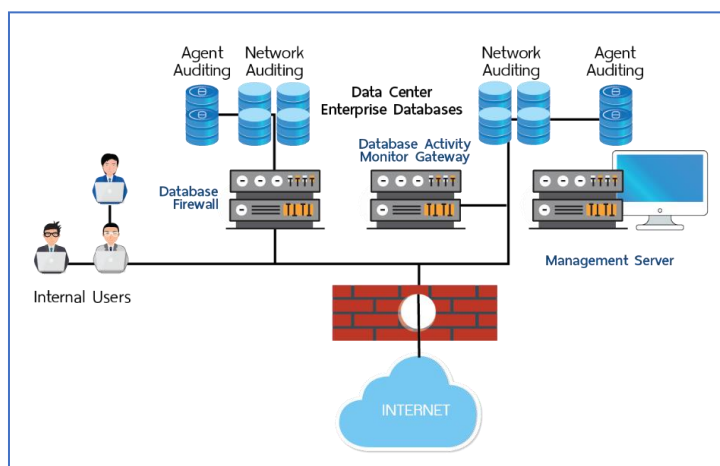 Agent
Auditing
Network
Auditing
Data Center
Enterprise Databases
Network
Auditing
Agent
Auditing
Database
Firewall
Database Activity
Monitor Gateway
Management Server
Internal Users
INTERNET